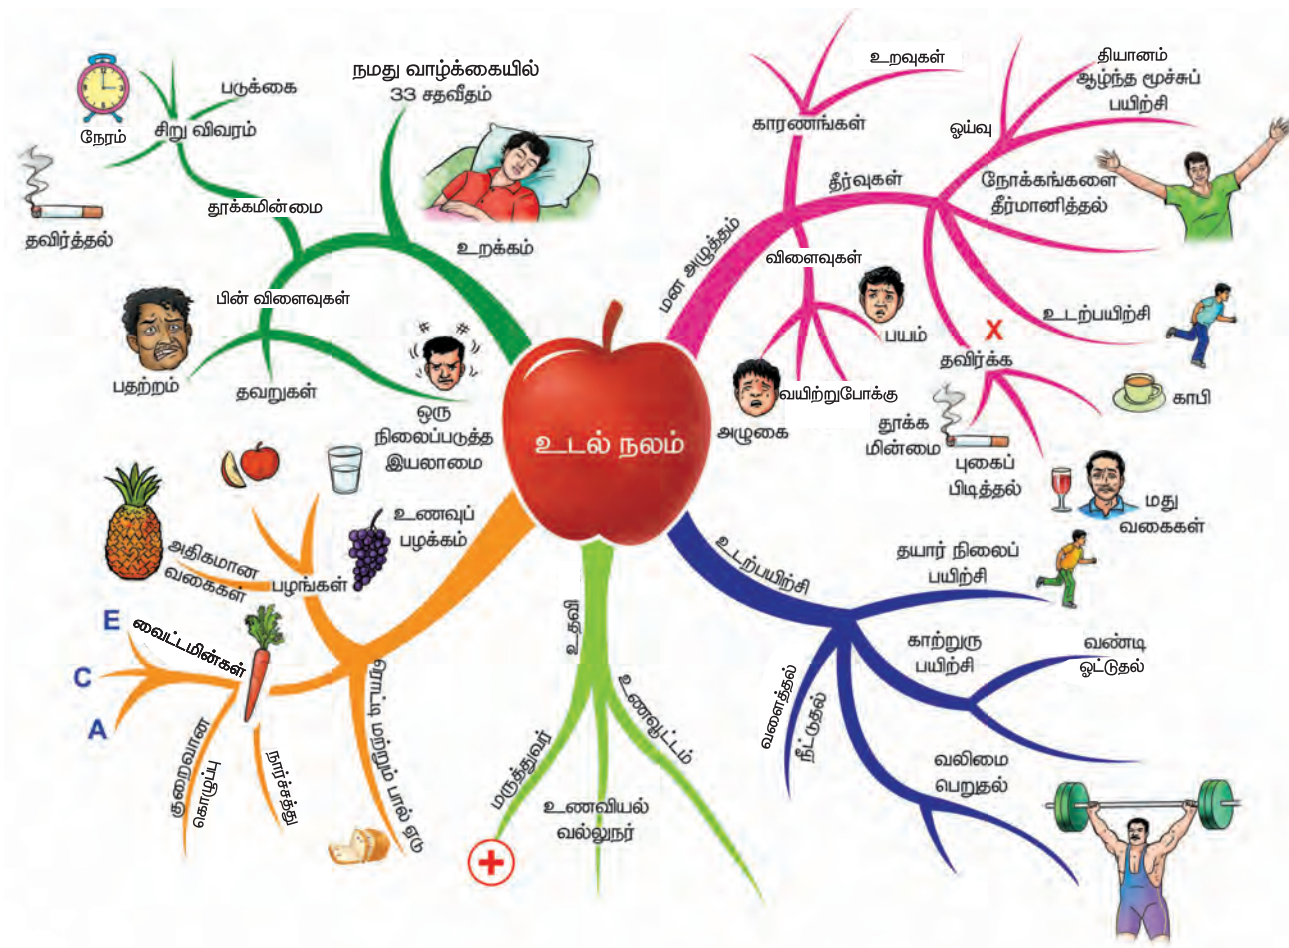 உடல் நலம்
நமது வாழ்க்கையில்
33 சதவீதம்
உறக்கம்
படுக்கை
சிறு விவரம்
நேரம்
தவிர்த்தல்
தூக்கமின்மை
பின் விளைவுகள்
பதற்றம்
தவறுகள்
ஒரு
நிலைப்படுத்த
இயலாமை
மன அழுத்தம்
காரணங்கள்
உறவுகள்
தீர்வுகள்
ஓய்வு
தியானம்
ஆழ்ந்த மூச்சுப்
பயிற்சி
நோக்கங்களை
தீர்மானித்தல்
உடற்பயிற்சி
X
தவிர்க்க
காபி
தூக்க
மின்மை
புகைப்
பிடித்தல்
மது
வகைகள்
விளைவுகள்
பயம்
வயிற்றுபோக்கு
அழுகை
உணவுப்
பழக்கம்
பழங்கள்
அதிகமான
வகைகள்
வைட்டமின்கள்
E
C
A
குறைவான
கொழுப்பு
நார்ச்சத்து
ரொட்டி மற்றும் பால் ஏடு
உதவி
மருத்துவர்
உணவியல்
வல்லுநர்
உணவூட்டம்
உடற்பயிற்சி
தயார் நிலைப்
பயிற்சி
காற்றுரு
பயிற்சி
வண்டி
ஓட்டுதல்
வளைத்தல்
நீட்டுதல்
வலிமை
பெறுதல்